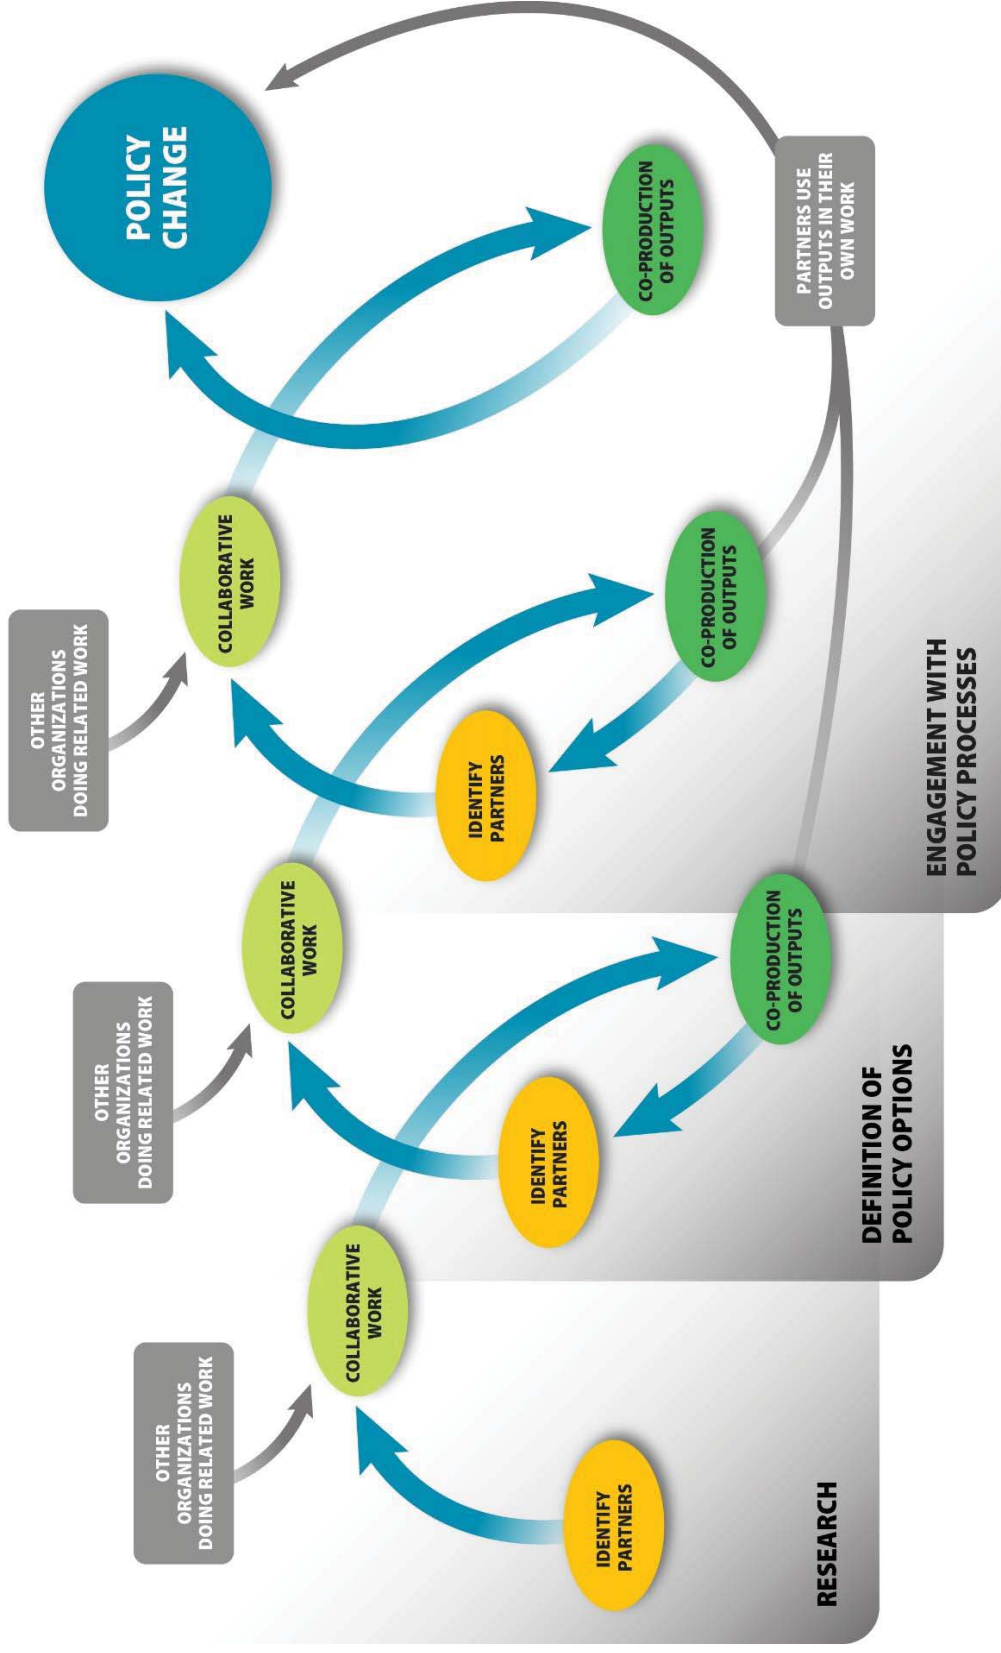 OTHER
ORGANIZATIONS
DOING RELATED WORK
COLLABORATIVE
WORK
IDENTIFY
PARTNERS
RESEARCH
OTHER
ORGANIZATIONS
DOING RELATED WORK
COLLABORATIVE
WORK
IDENTIFY
PARTNERS
CO-PRODUCTION
OF OUTPUTS
DEFINITION OF
POLICY OPTIONS
OTHER
ORGANIZATIONS
DOING RELATED WORK
COLLABORATIVE
WORK
IDENTIFY
PARTNERS
CO-PRODUCTION
OF OUTPUTS
ENGAGEMENT WITH
POLICY PROCESSES
POLICY
CHANGE
CO-PRODUCTION
OF OUTPUTS
PARTNERS USE
OUTPUTS IN THEIR
OWN WORK